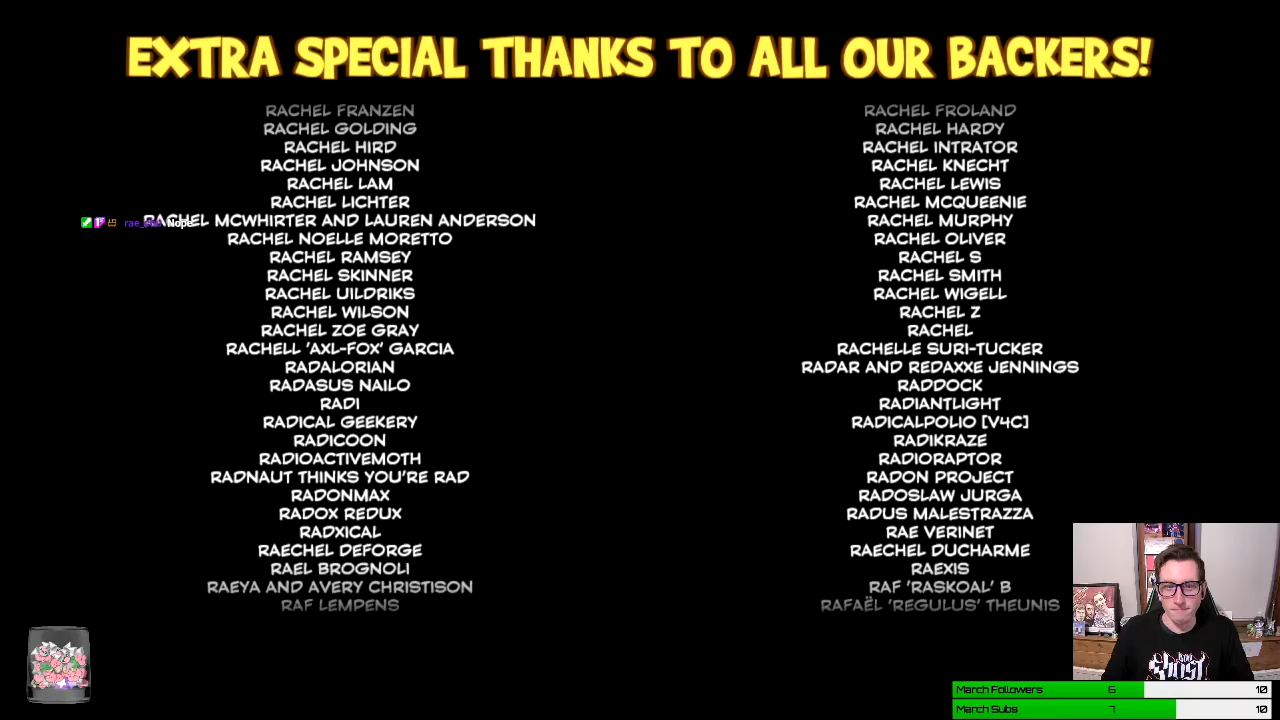 EXTRA SPECIAL THANKS TO ALL OUR BACKERS!
RACHEL FRANZEN
RACHEL FROLAND
RACHEL GOLDING
RACHEL HARDY
RACHEL HIRD
RACHEL INTRATOR
RACHEL JOHNSON
RACHEL KNECHT
RACHEL LAM
RACHEL LEWIS
RACHEL LICHTER
RACHEL MCQUEENIE
RACHEL MCWHIRTER AND LAUREN ANDERSON
RACHEL MURPHY
Nope
RACHEL NOELLE MORETTO
RACHEL OLIVER
RACHEL RAMSEY
RACHEL S
RACHEL SKINNER
RACHEL SMITH
RACHEL UILDRIKS
RACHEL WIGELL
RACHEL WILSON
RACHEL Z
RACHEL ZOE GRAY
RACHEL
RACHELL 'AXL-FOX' GARCIA
RACHELLE SURI-TUCKER
RADALORIAN
RADAR AND REDAXXE JENNINGS
RADASUS NAILO
RADDOCK
RADI
RADIANTLIGHT
RADICAL GEEKERY
RADICALPOLIO [V4C]
RADICOON
RADIKRAZE
RADIOACTIVEMOTH
RADIORAPTOR
RADNAUT THINKS YOU'RE RAD
RADON PROJECT
RADONMAX
RADOSLAW JURGA
RADOX REDUX
RADUS MALESTRAZZA
RADXICAL
RAE VERINET
RAECHEL DEFORGE
RAECHEL DUCHARME
RAEL BROGNOLI
RAEXIS
RAEYA AND AVERY CHRISTISON
RAF 'RASKOAL' B
RAF LEMPENS
RAFAËL 'REGULUS' THEUNIS
March Followers 6 10
March Subs 7 10